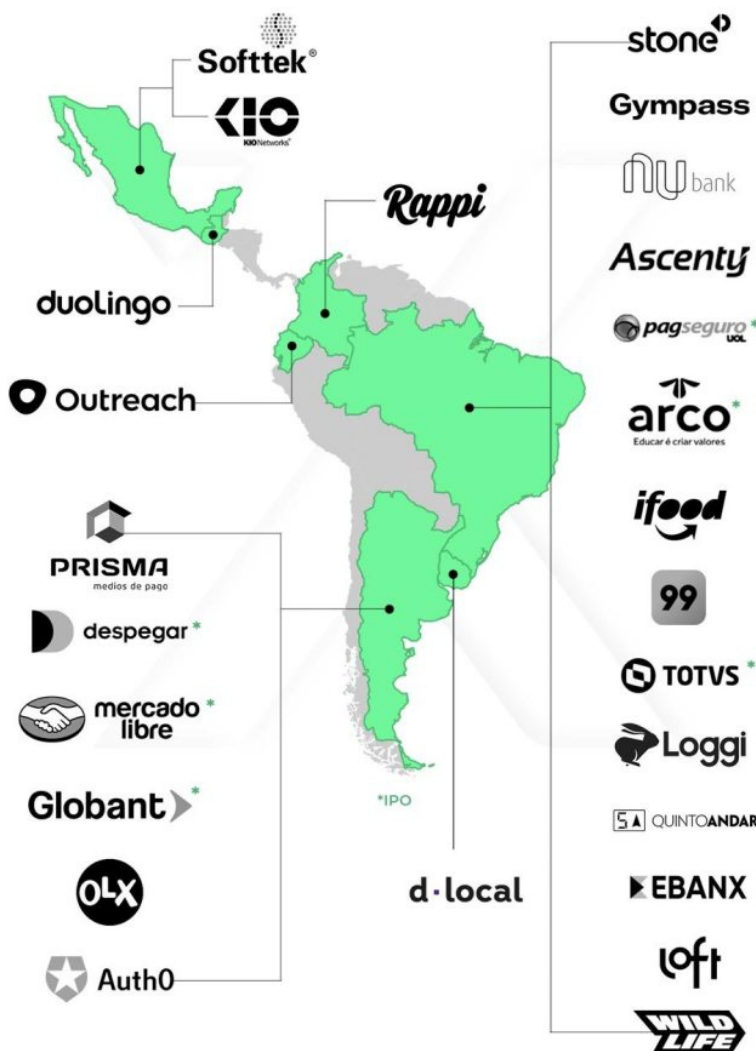 Softtek®
KIO
KIO Networks®
Rappi
duolingo
Outreach
PRISMA
medios de pago
despegar *
mercado *
libre
Globant *
OLX
Auth0
*IPO
d·local
stone
Gympass
nu bank
Ascenty
pagseguro *
UOL
arco *
Educar é criar valores
ifood
99
TOTVS *
Loggi
5A QUINTOANDAR
EBANX
loft
WILD
LIFE